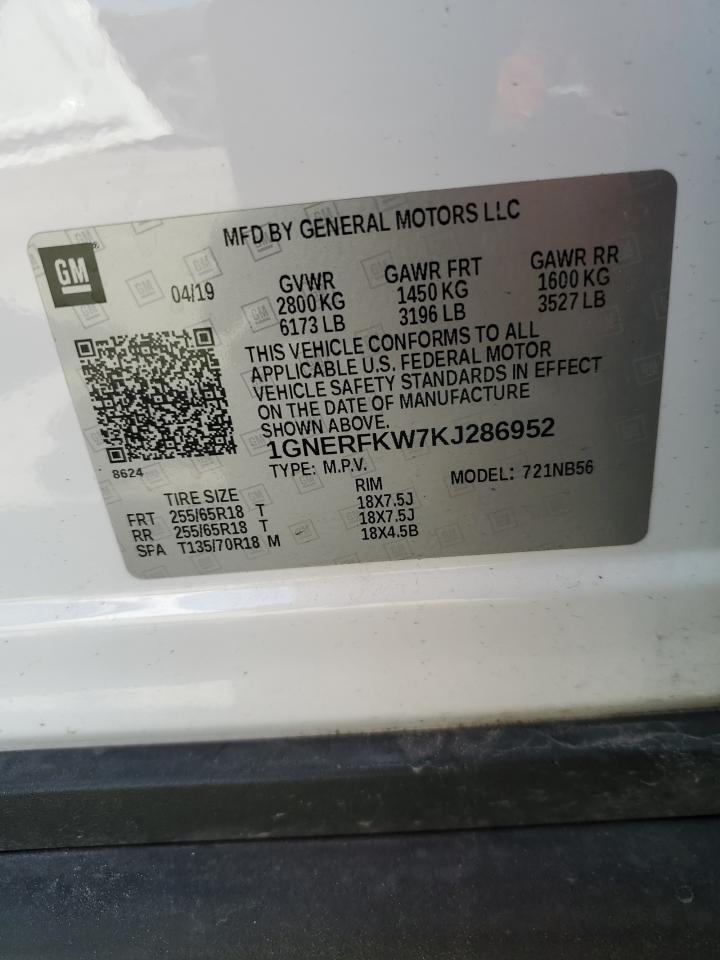 MFD BY GENERAL MOTORS LLC
GM
04/19
GVWR GAWR FRT GAWR RR
2800 KG 1450 KG 1600 KG
6173 LB 3196 LB 3527 LB
THIS VEHICLE CONFORMS TO ALL
APPLICABLE U.S. FEDERAL MOTOR
VEHICLE SAFETY STANDARDS IN EFFECT
ON THE DATE OF MANUFACTURE
SHOWN ABOVE.
1GNERFKW7KJ286952
8624
TYPE: M.P.V. MODEL: 721NB56
TIRE SIZE RIM
FRT 255/65R18 T 18X7.5J
RR 255/65R18 T 18X7.5J
SPA T135/70R18 M 18X4.5B